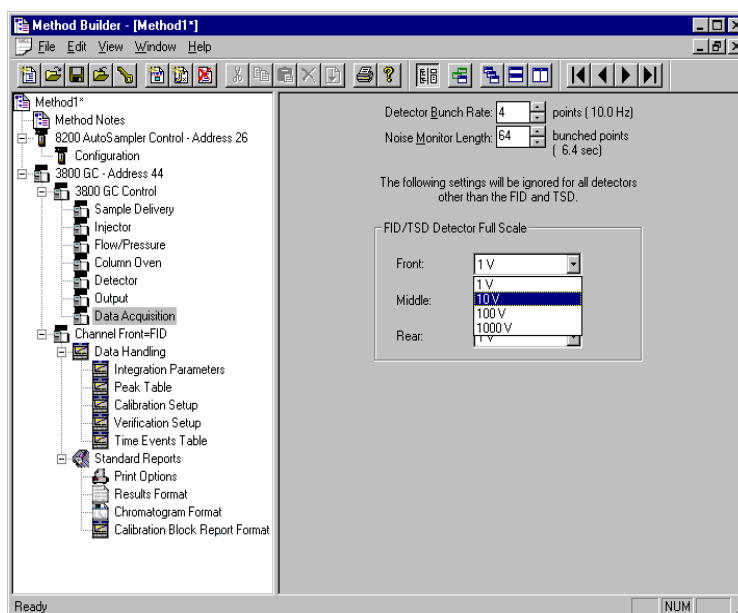 Method Builder - [Method1*]
File Edit View Window Help
Method1*
Method Notes
8200 AutoSampler Control - Address 26
Configuration
3800 GC - Address 44
3800 GC Control
Sample Delivery
Injector
Flow/Pressure
Column Oven
Detector
Output
Data Acquisition
Channel Front=FID
Data Handling
Integration Parameters
Peak Table
Calibration Setup
Verification Setup
Time Events Table
Standard Reports
Print Options
Results Format
Chromatogram Format
Calibration Block Report Format
Detector Bunch Rate: 4 points ( 10.0 Hz)
Noise Monitor Length: 64 bunched points
( 6.4 sec)
The following settings will be ignored for all detectors
other than the FID and TSD.
FID/TSD Detector Full Scale
Front: 1 V
1 V
10 V
100 V
1000 V
Middle:
Rear: 1 V
Ready NUM